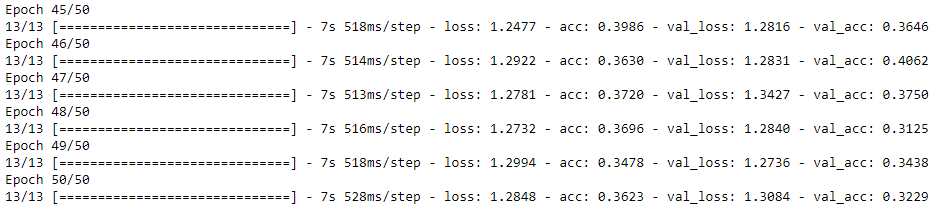 Epoch 45/50
13/13 [==============================] - 7s 518ms/step - loss: 1.2477 - acc: 0.3986 - val_loss: 1.2816 - val_acc: 0.3646
Epoch 46/50
13/13 [==============================] - 7s 514ms/step - loss: 1.2922 - acc: 0.3630 - val_loss: 1.2831 - val_acc: 0.4062
Epoch 47/50
13/13 [==============================] - 7s 513ms/step - loss: 1.2781 - acc: 0.3720 - val_loss: 1.3427 - val_acc: 0.3750
Epoch 48/50
13/13 [==============================] - 7s 516ms/step - loss: 1.2732 - acc: 0.3696 - val_loss: 1.2840 - val_acc: 0.3125
Epoch 49/50
13/13 [==============================] - 7s 518ms/step - loss: 1.2994 - acc: 0.3478 - val_loss: 1.2736 - val_acc: 0.3438
Epoch 50/50
13/13 [==============================] - 7s 528ms/step - loss: 1.2848 - acc: 0.3623 - val_loss: 1.3084 - val_acc: 0.3229